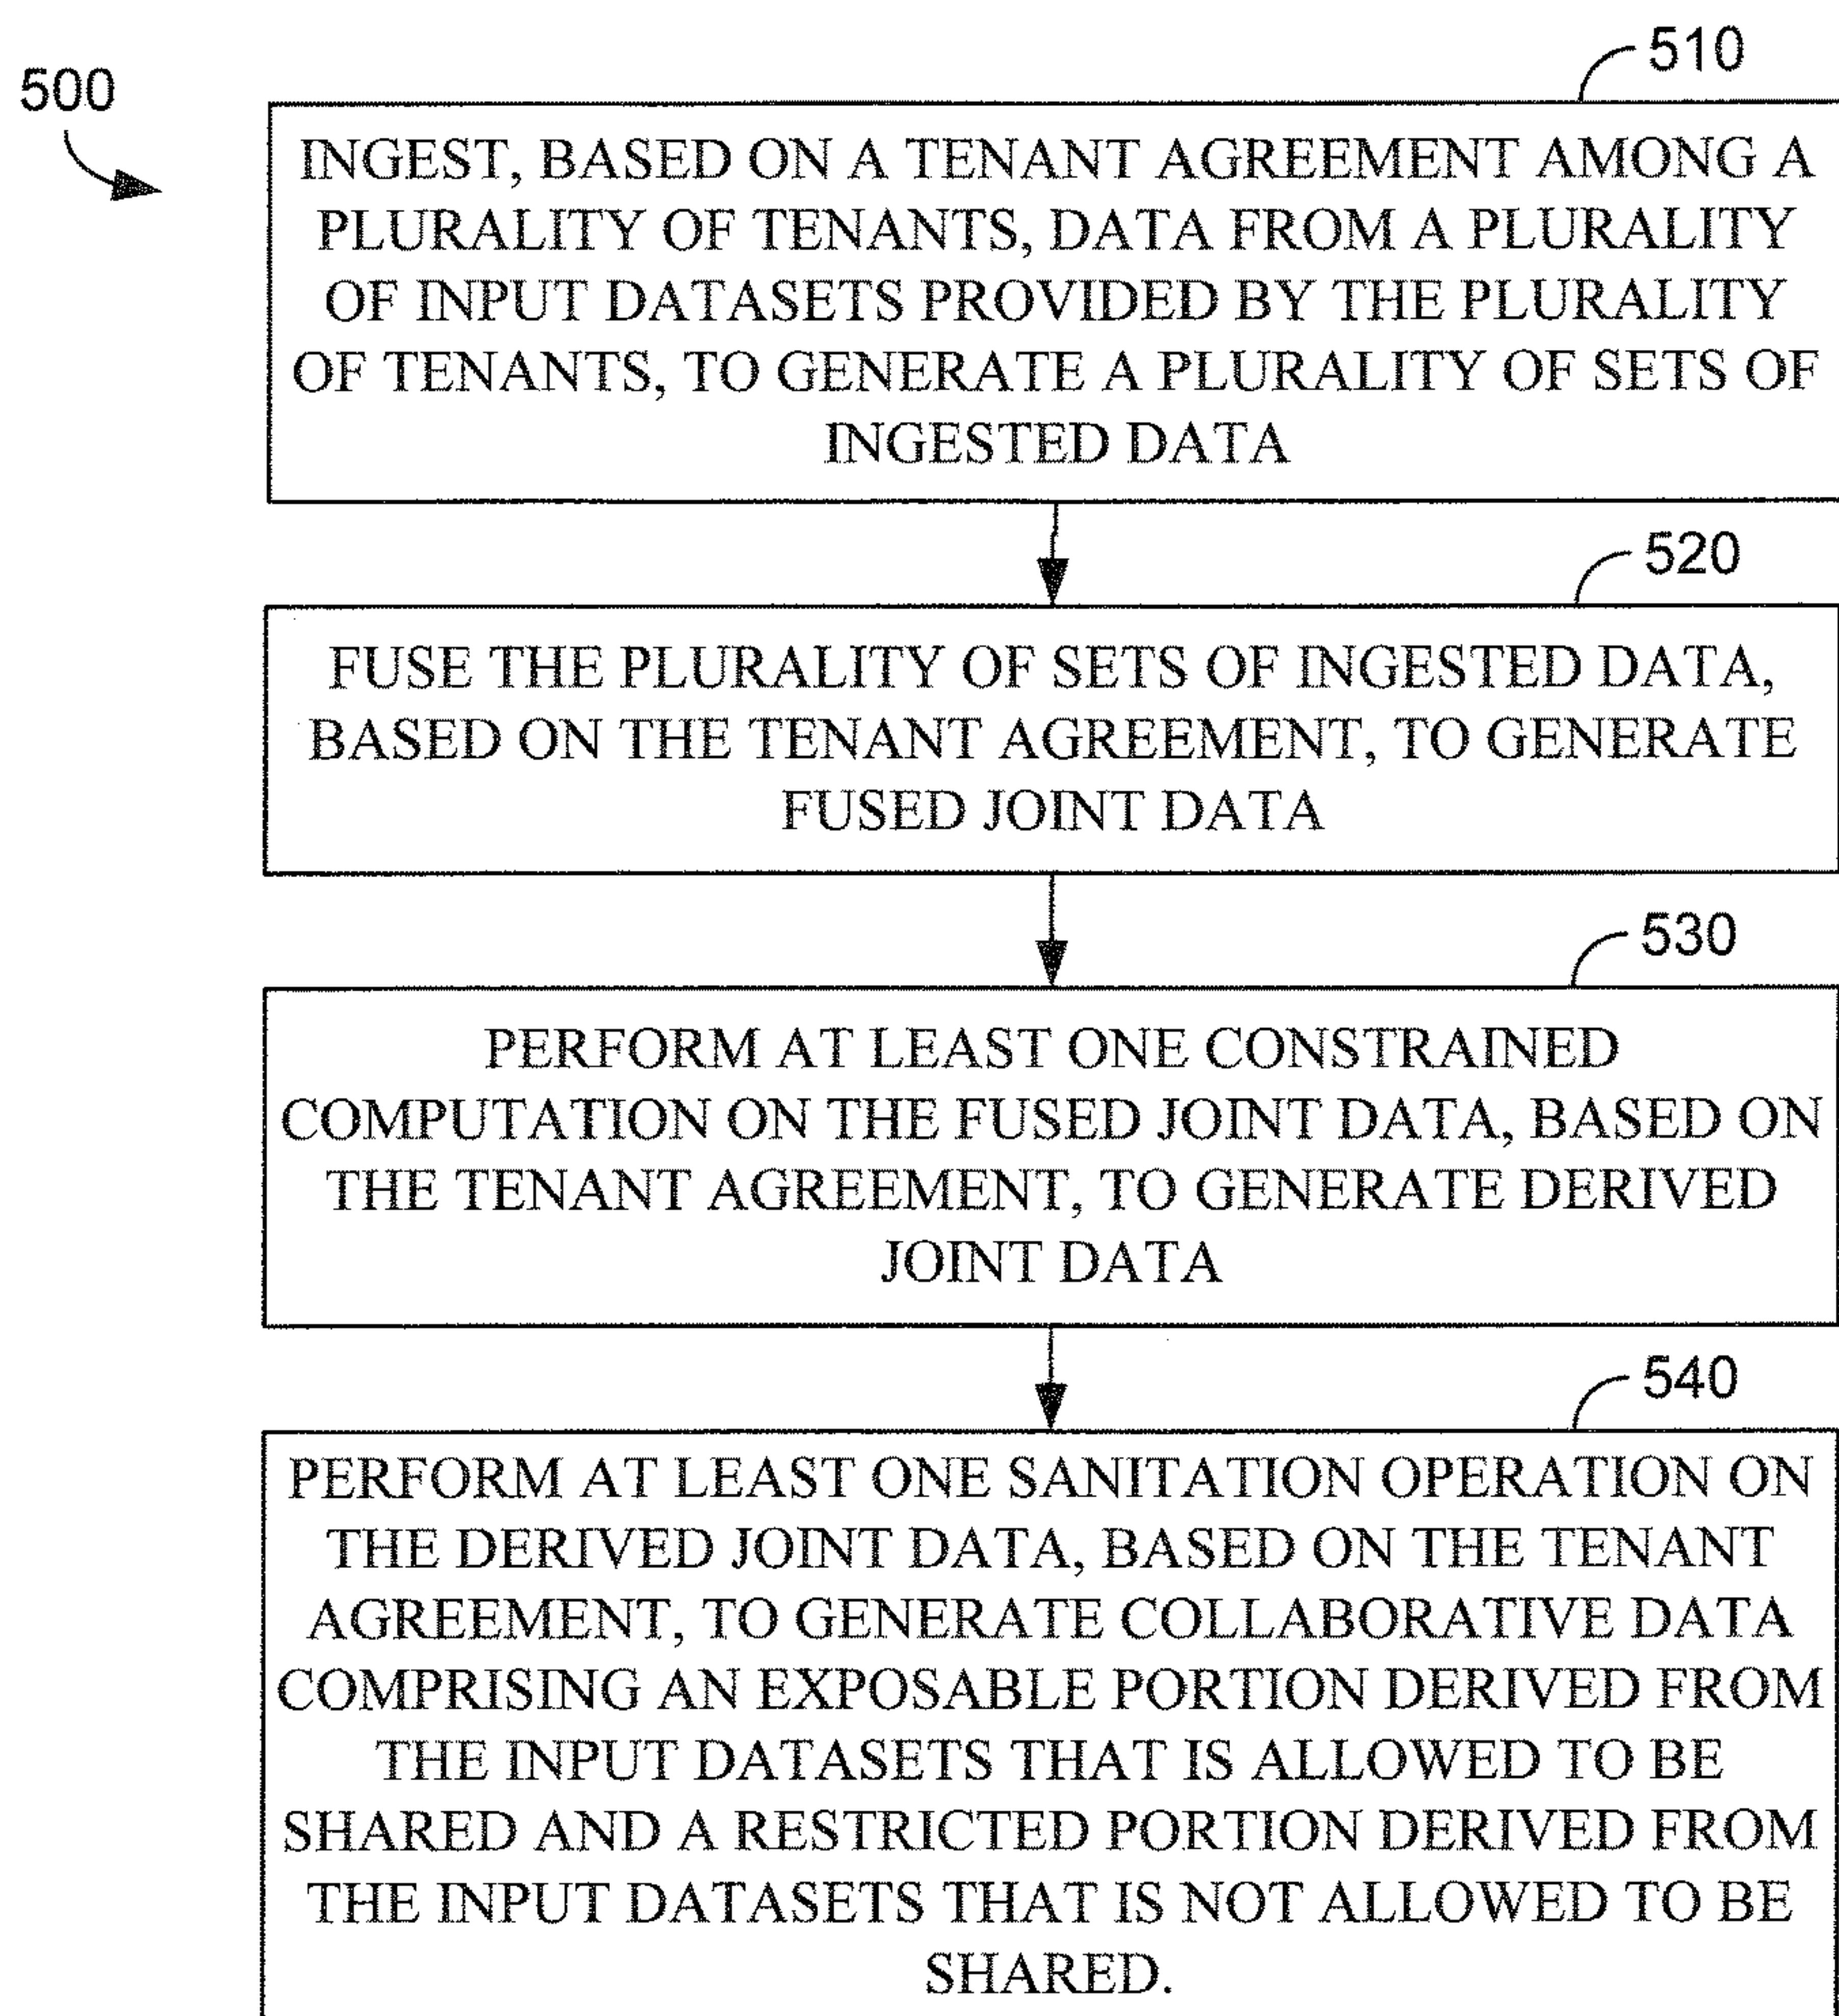 500
510
INGEST, BASED ON A TENANT AGREEMENT AMONG A
PLURALITY OF TENANTS, DATA FROM A PLURALITY
OF INPUT DATASETS PROVIDED BY THE PLURALITY
OF TENANTS, TO GENERATE A PLURALITY OF SETS OF
INGESTED DATA
520
FUSE THE PLURALITY OF SETS OF INGESTED DATA,
BASED ON THE TENANT AGREEMENT, TO GENERATE
FUSED JOINT DATA
530
PERFORM AT LEAST ONE CONSTRAINED
COMPUTATION ON THE FUSED JOINT DATA, BASED ON
THE TENANT AGREEMENT, TO GENERATE DERIVED
JOINT DATA
540
PERFORM AT LEAST ONE SANITATION OPERATION ON
THE DERIVED JOINT DATA, BASED ON THE TENANT
AGREEMENT, TO GENERATE COLLABORATIVE DATA
COMPRISING AN EXPOSABLE PORTION DERIVED FROM
THE INPUT DATASETS THAT IS ALLOWED TO BE
SHARED AND A RESTRICTED PORTION DERIVED FROM
THE INPUT DATASETS THAT IS NOT ALLOWED TO BE
SHARED.